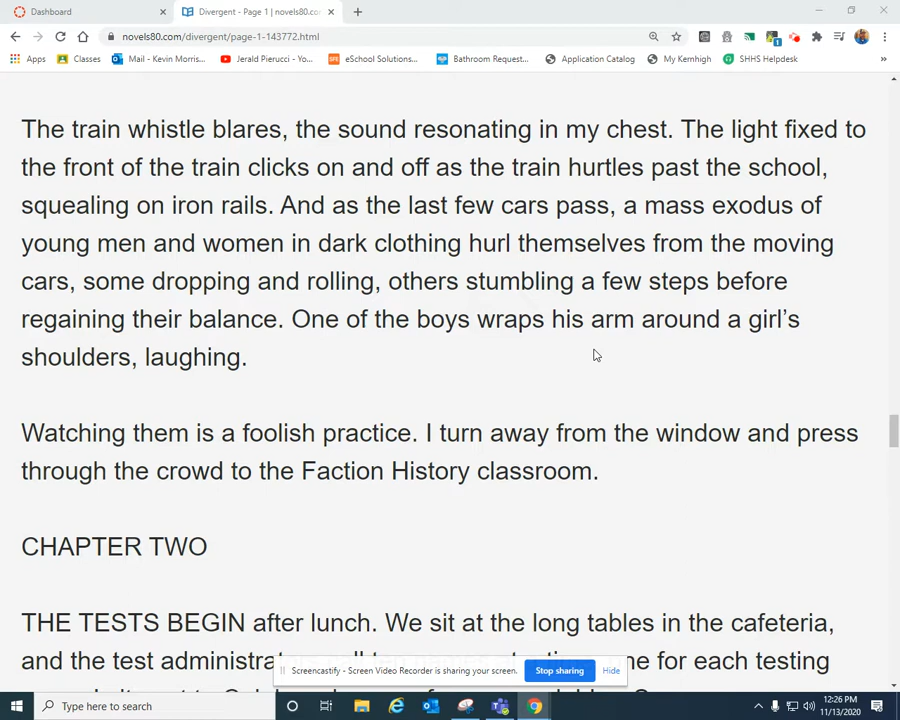 Dashboard
Divergent - Page 1 | novels80.com
novels80.com/divergent/page-1-143772.html
Apps Classes Mail - Kevin Morris... Jerald Pierucci - Yo... eSchool Solutions... Bathroom Request... Application Catalog My Kernhigh SHHS Helpdesk
The train whistle blares, the sound resonating in my chest. The light fixed to
the front of the train clicks on and off as the train hurtles past the school,
squealing on iron rails. And as the last few cars pass, a mass exodus of
young men and women in dark clothing hurl themselves from the moving
cars, some dropping and rolling, others stumbling a few steps before
regaining their balance. One of the boys wraps his arm around a girl's
shoulders, laughing.
Watching them is a foolish practice. I turn away from the window and press
through the crowd to the Faction History classroom.
CHAPTER TWO
THE TESTS BEGIN after lunch. We sit at the long tables in the cafeteria,
and the test administra for each testing
Screencastify - Screen Video Recorder is sharing your screen. Stop sharing Hide
Type here to search
12:26 PM
11/13/2020